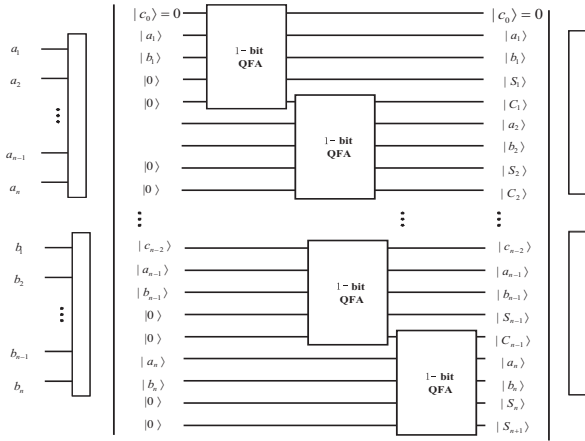 |c₀⟩=0 |c₀⟩=0
a₁ |a₁⟩ 1-bit |a₁⟩
|b₁⟩ QFA |b₁⟩
a₂ |0⟩ |S₁⟩
|0⟩ |C₁⟩
⋮ 1-bit |a₂⟩
QFA |b₂⟩
aₙ₋₁ |0⟩ |S₂⟩
aₙ |0⟩ |C₂⟩
⋮ ⋮ ⋮
b₁ |cₙ₋₂⟩ |cₙ₋₂⟩
b₂ |aₙ₋₁⟩ 1-bit |aₙ₋₁⟩
|bₙ₋₁⟩ QFA |bₙ₋₁⟩
⋮ |0⟩ |Sₙ₋₁⟩
|0⟩ |Cₙ₋₁⟩
bₙ₋₁ |aₙ⟩ 1-bit |aₙ⟩
bₙ |bₙ⟩ QFA |bₙ⟩
|0⟩ |Sₙ⟩
|0⟩ |Sₙ₊₁⟩